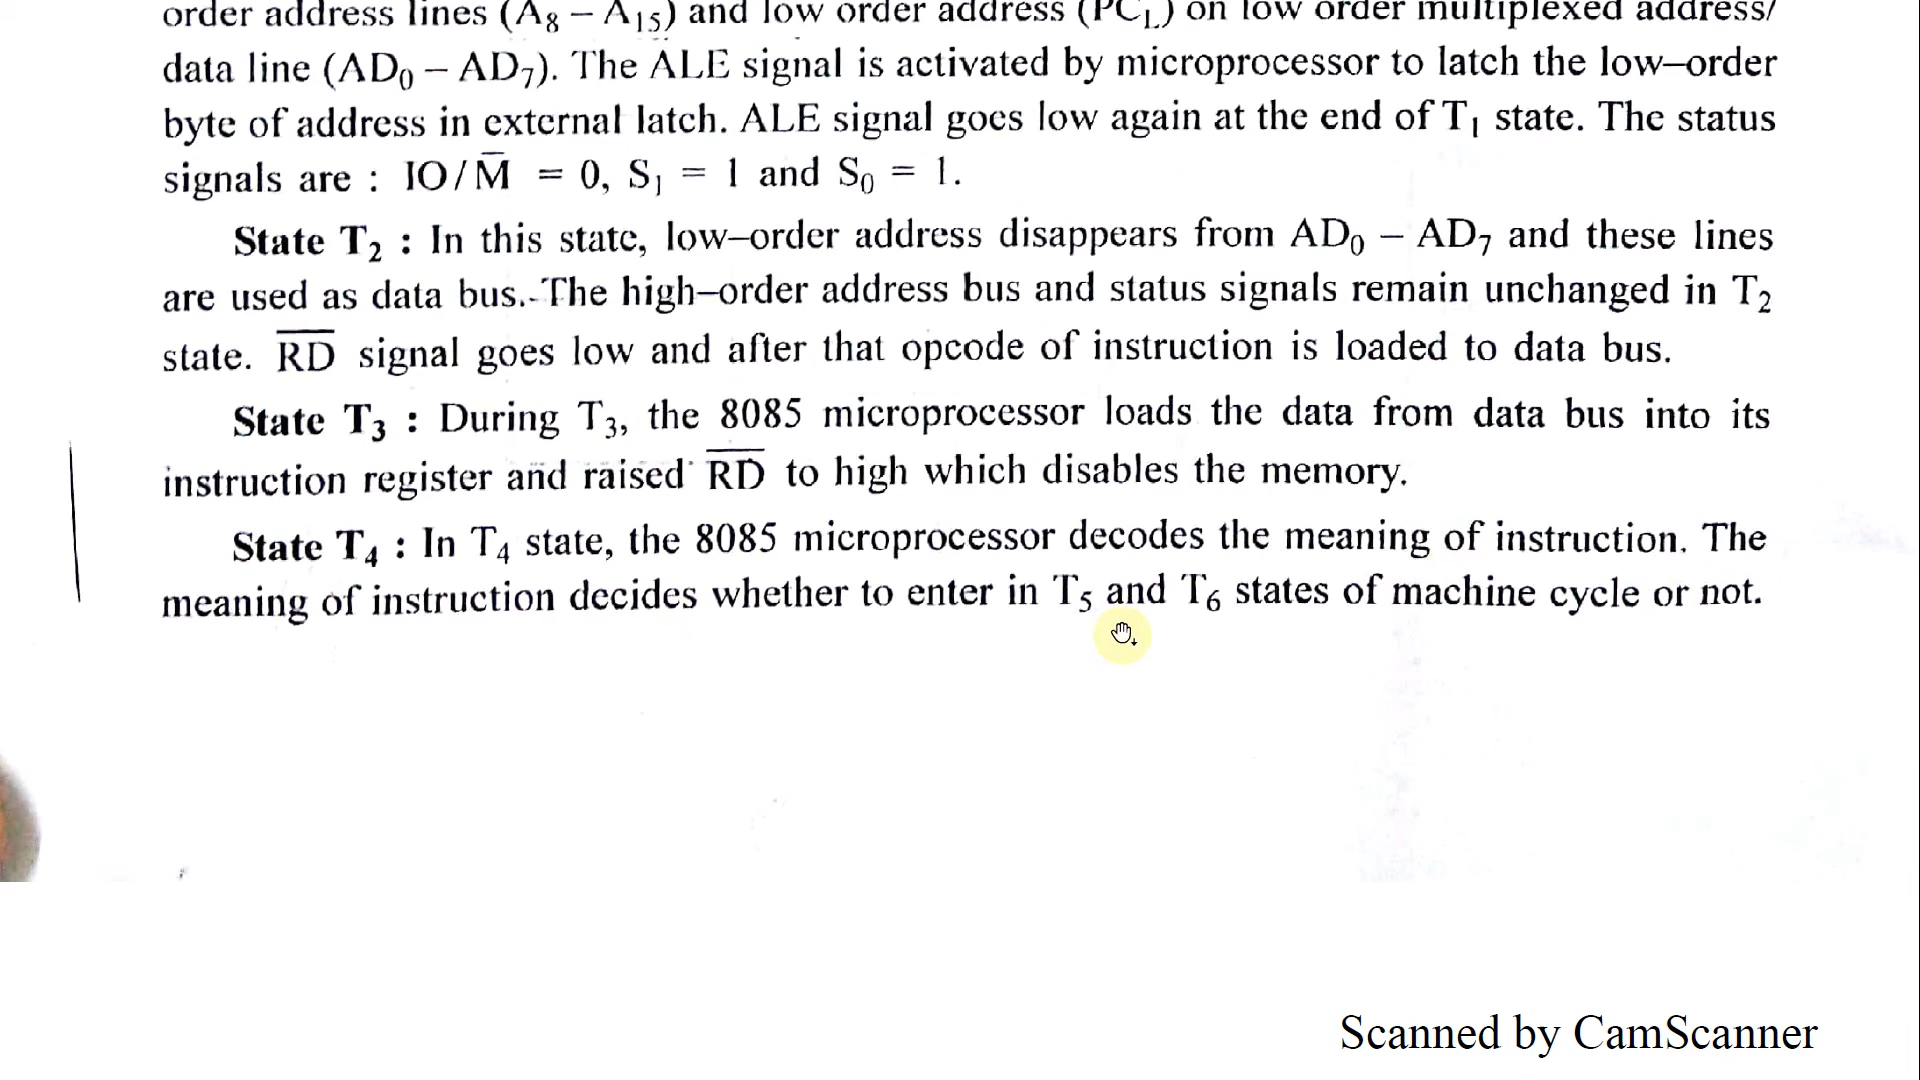 order address lines (A₈ – A₁₅) and low order address (PC_L) on low order multiplexed address/
data line (AD₀ – AD₇). The ALE signal is activated by microprocessor to latch the low–order
byte of address in external latch. ALE signal goes low again at the end of T₁ state. The status
signals are : IO/M̅ = 0, S₁ = 1 and S₀ = 1.
State T₂ : In this state, low–order address disappears from AD₀ – AD₇ and these lines
are used as data bus. The high–order address bus and status signals remain unchanged in T₂
state. R̅D̅ signal goes low and after that opcode of instruction is loaded to data bus.
State T₃ : During T₃, the 8085 microprocessor loads the data from data bus into its
instruction register and raised R̅D̅ to high which disables the memory.
State T₄ : In T₄ state, the 8085 microprocessor decodes the meaning of instruction. The
meaning of instruction decides whether to enter in T₅ and T₆ states of machine cycle or not.
Scanned by CamScanner